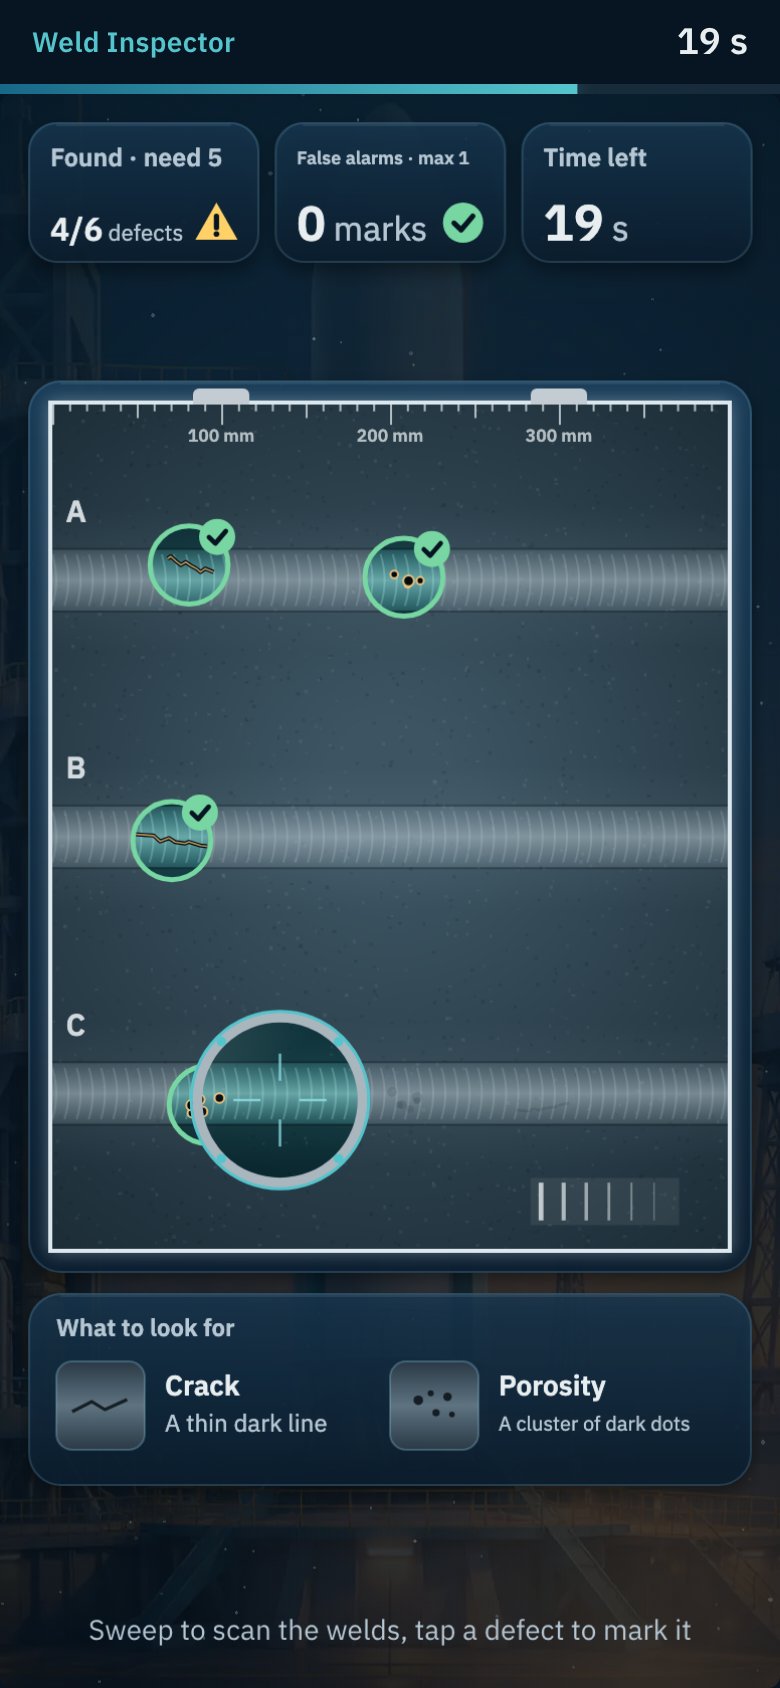 Weld Inspector
19 s
Found · need 5
4/6 defects
False alarms · max 1
0 marks
Time left
19 s
100 mm
200 mm
300 mm
A
B
C
What to look for
Crack
A thin dark line
Porosity
A cluster of dark dots
Sweep to scan the welds, tap a defect to mark it